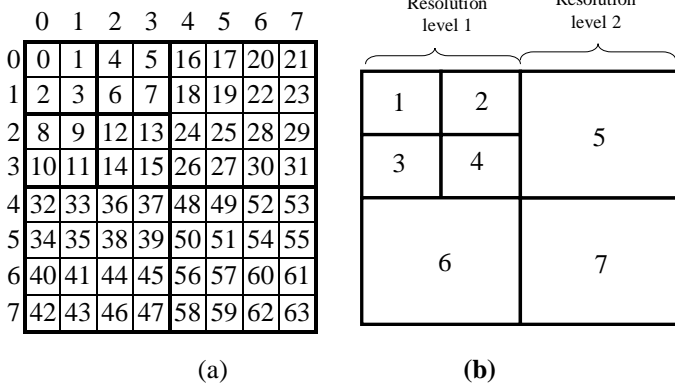 0 1 2 3 4 5 6 7
0 0 1 4 5 16 17 20 21
1 2 3 6 7 18 19 22 23
2 8 9 12 13 24 25 28 29
3 10 11 14 15 26 27 30 31
4 32 33 36 37 48 49 52 53
5 34 35 38 39 50 51 54 55
6 40 41 44 45 56 57 60 61
7 42 43 46 47 58 59 62 63
(a)
Resolution
level 1
Resolution
level 2
1 2
5
3 4
6 7
(b)